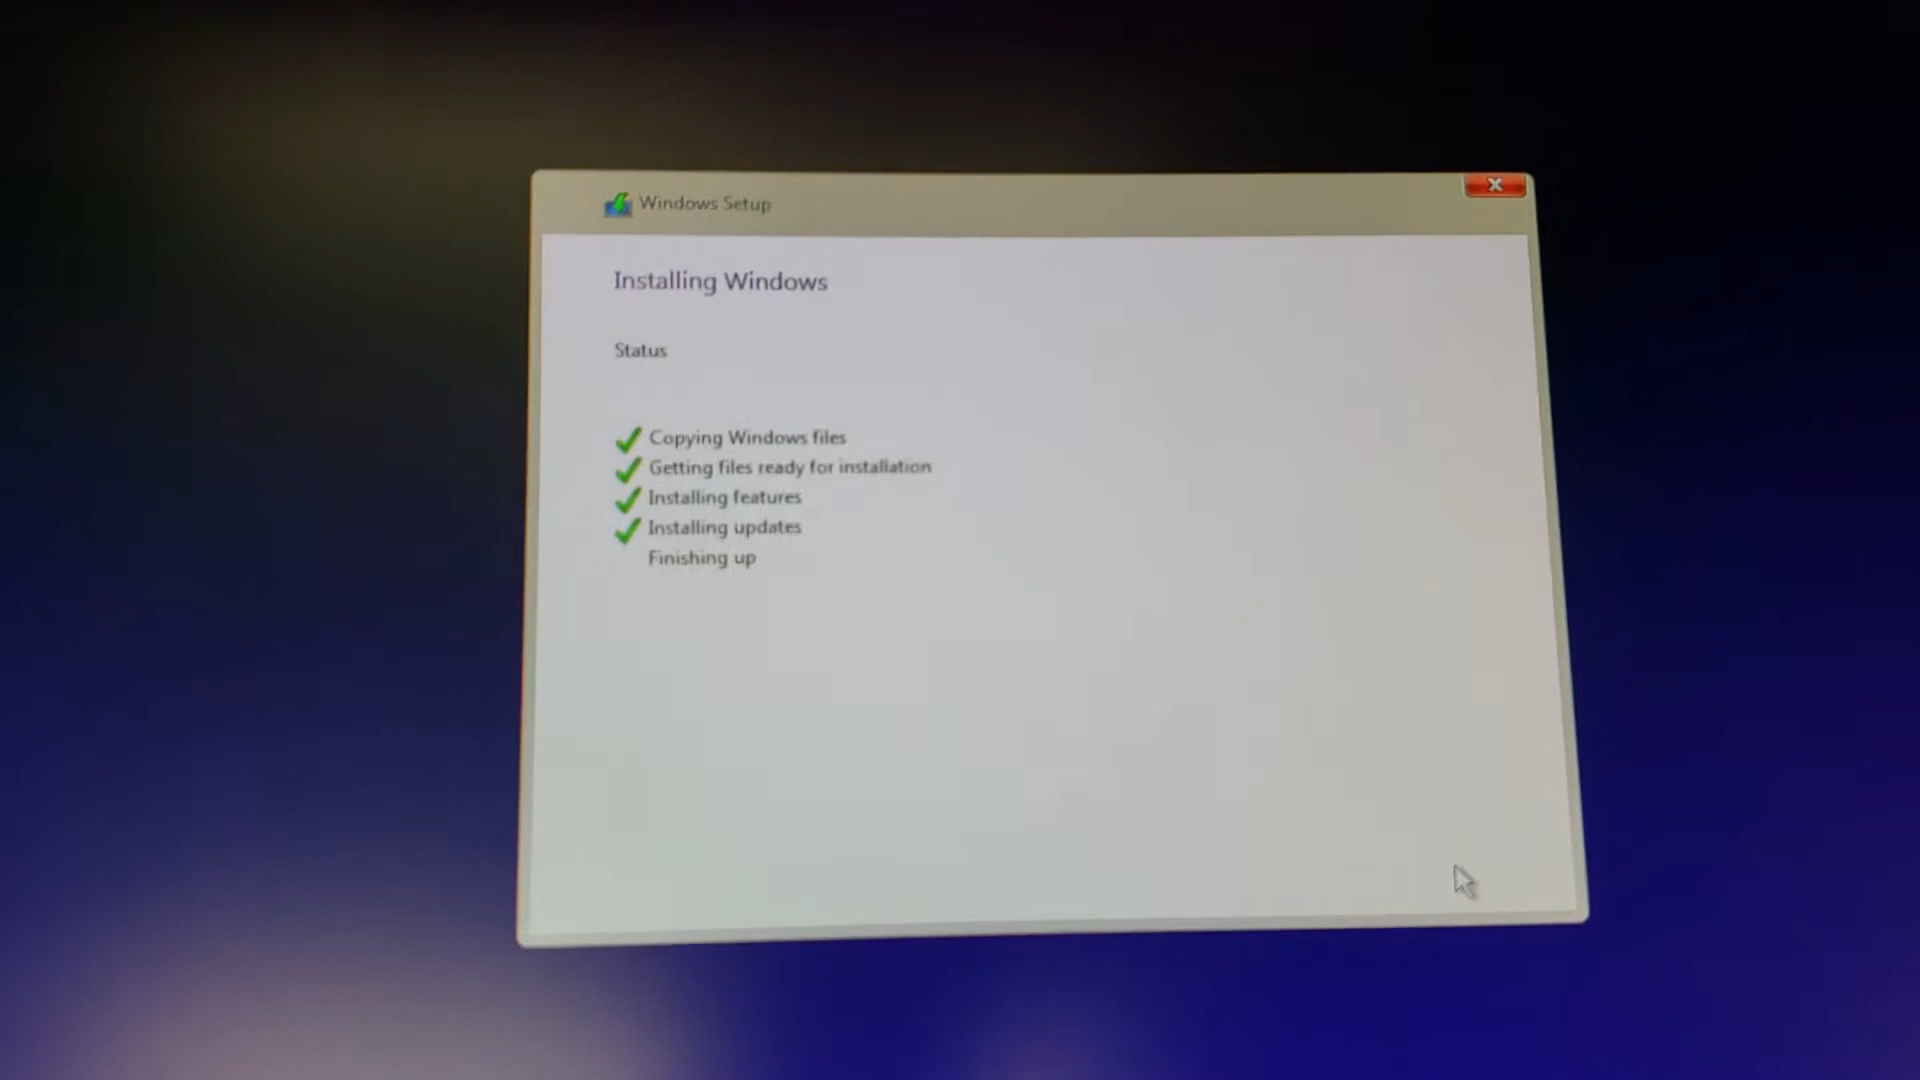 Windows Setup
Installing Windows
Status
Copying Windows files
Getting files ready for installation
Installing features
Installing updates
Finishing up